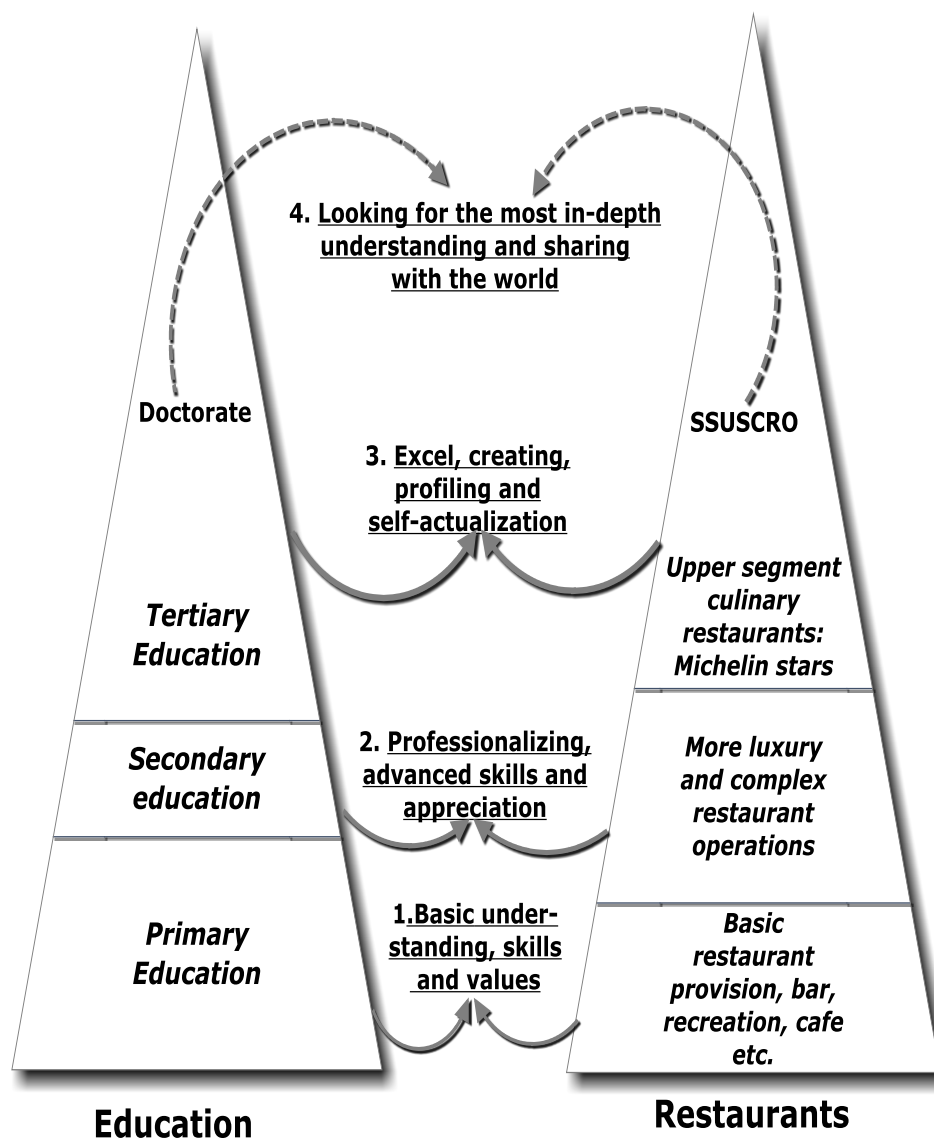 4. Looking for the most in-depth
understanding and sharing
with the world
Doctorate
SSUSCRO
3. Excel, creating,
profiling and
self-actualization
Tertiary
Education
Upper segment
culinary
restaurants:
Michelin stars
Secondary
education
2. Professionalizing,
advanced skills and
appreciation
More luxury
and complex
restaurant
operations
Primary
Education
1.Basic under-
standing, skills
and values
Basic
restaurant
provision, bar,
recreation, cafe
etc.
Education
Restaurants